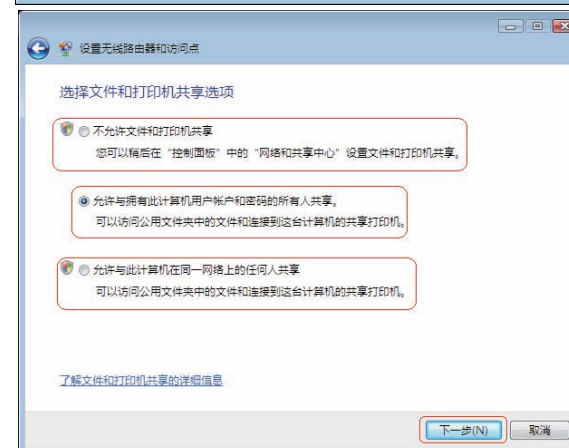 设置无线路由器和访问点
选择文件和打印机共享选项
不允许文件和打印机共享
您可以稍后在“控制面板”中的“网络和共享中心”设置文件和打印机共享。
允许与拥有此计算机用户帐户和密码的所有人共享。
可以访问公用文件夹中的文件和连接到这台计算机的共享打印机。
允许与此计算机在同一网络上的任何人共享
可以访问公用文件夹中的文件和连接到这台计算机的共享打印机。
了解文件和打印机共享的详细信息
下一步(N) 取消